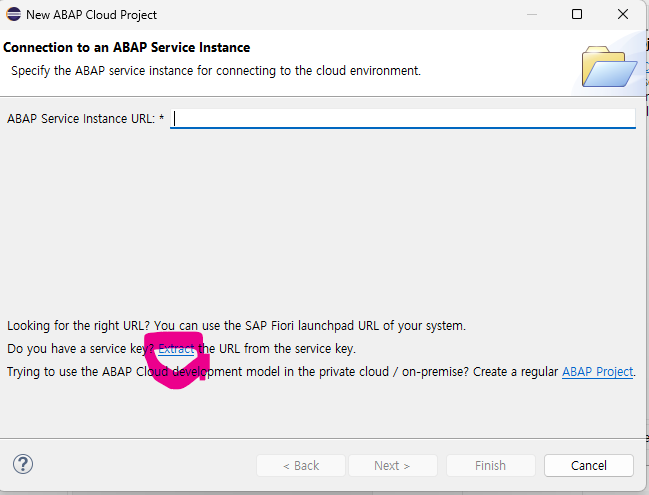 New ABAP Cloud Project
Connection to an ABAP Service Instance
Specify the ABAP service instance for connecting to the cloud environment.
ABAP Service Instance URL: *
Looking for the right URL? You can use the SAP Fiori launchpad URL of your system.
Do you have a service key? Extract the URL from the service key.
Trying to use the ABAP Cloud development model in the private cloud / on-premise? Create a regular ABAP Project.
?
< Back
Next >
Finish
Cancel